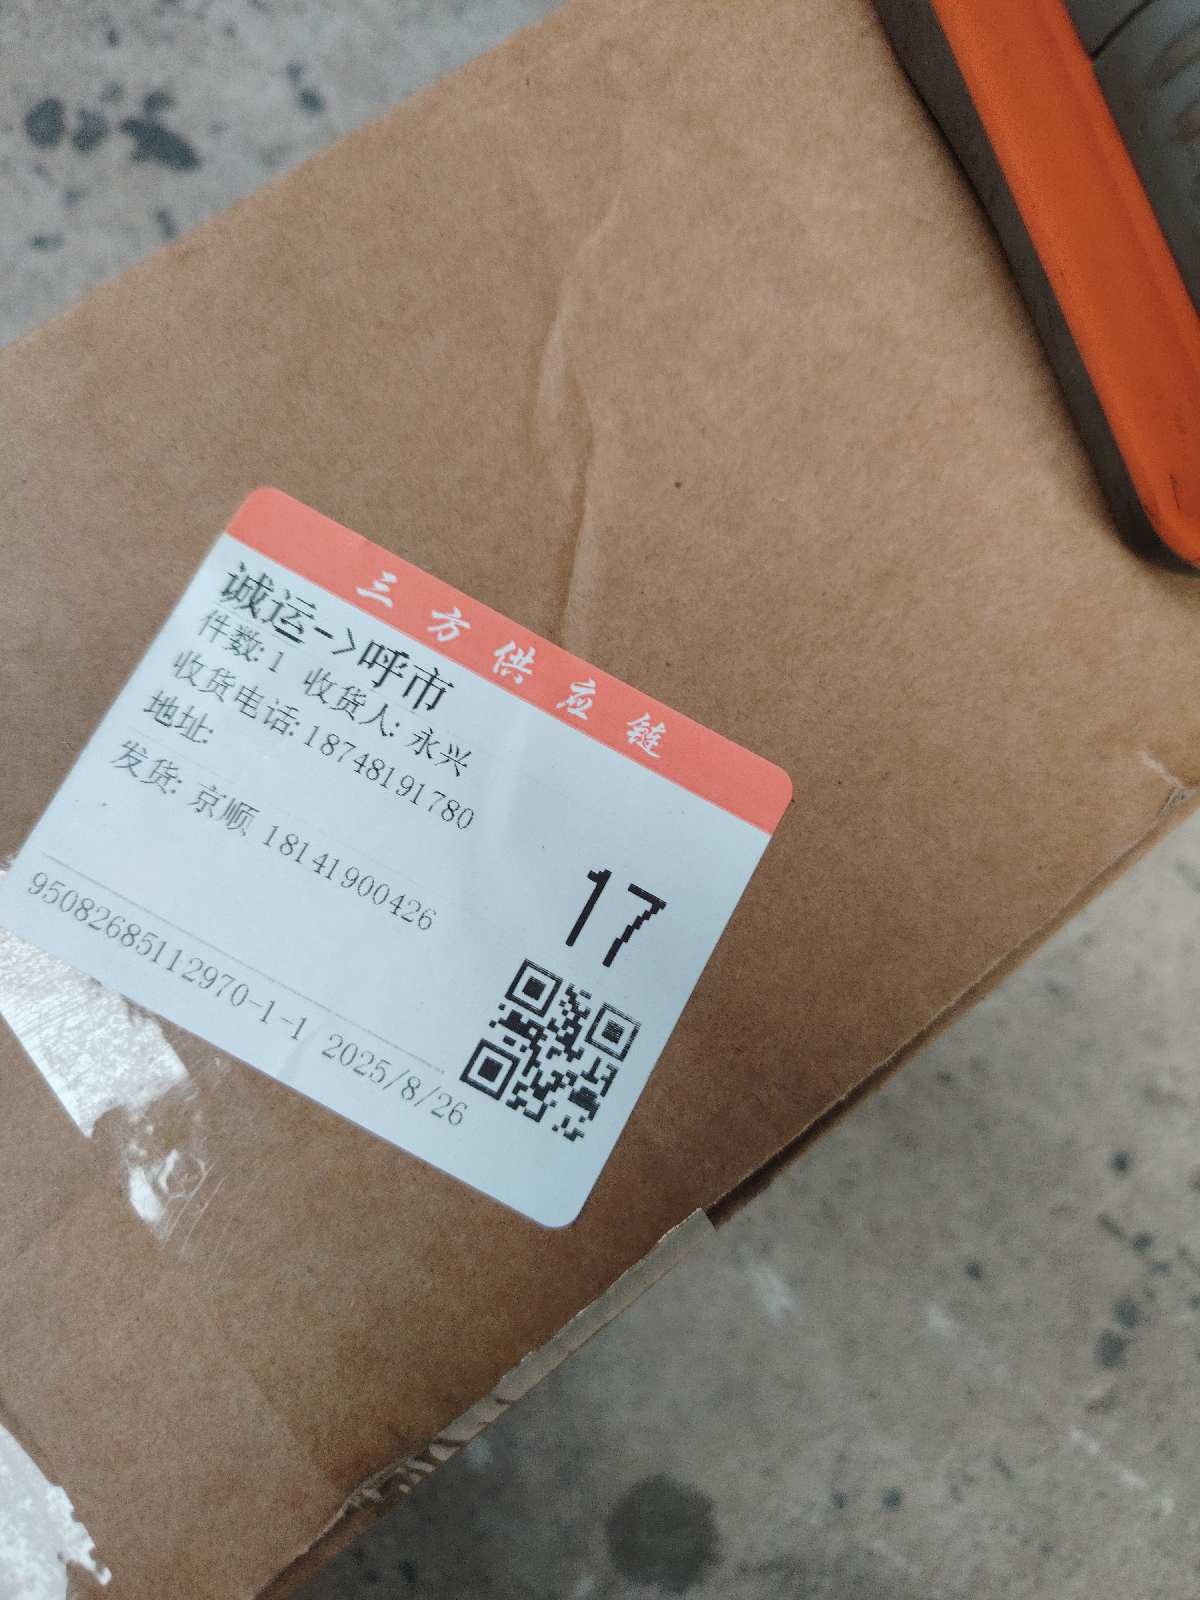 三方供应链
诚运->呼市
件数:1 收货人: 永兴
收货电话:18748191780
地址:
发货: 京顺 18141900426
17
95082685112970-1-1 2025/8/26